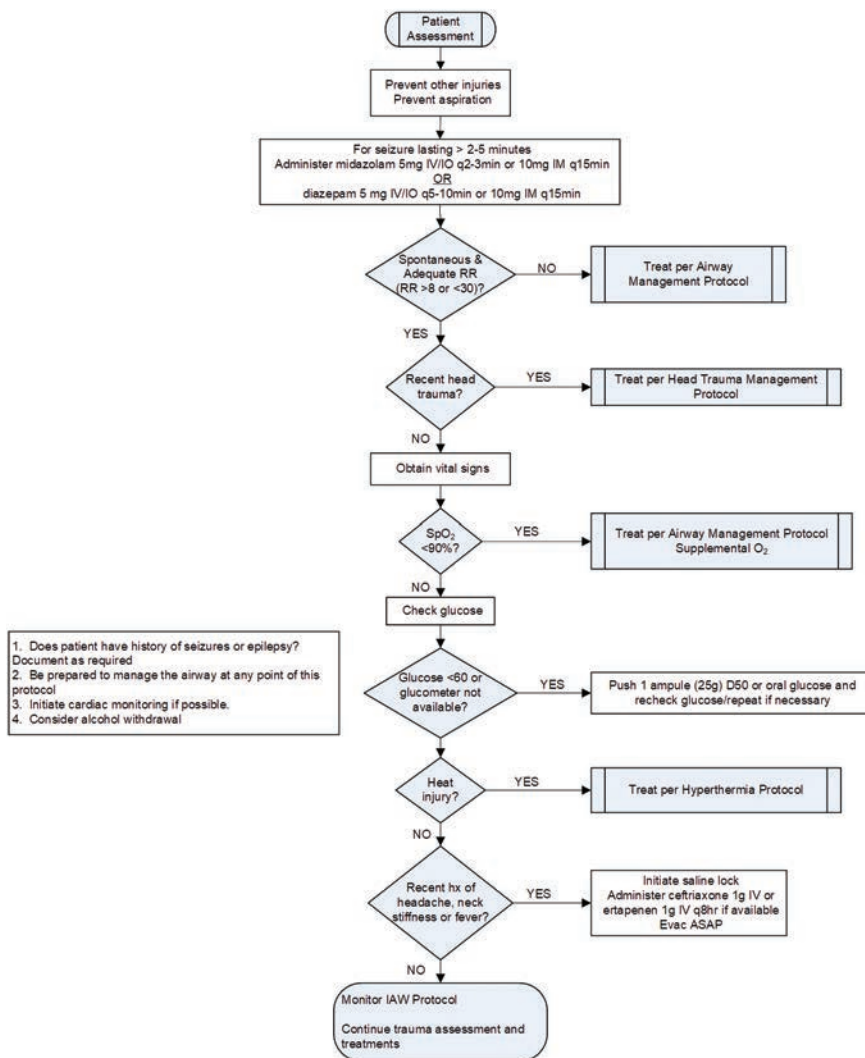 Patient
Assessment
Prevent other injuries
Prevent aspiration
For seizure lasting > 2-5 minutes
Administer midazolam 5mg IV/IO q2-3min or 10mg IM q15min
OR
diazepam 5 mg IV/IO q5-10min or 10mg IM q15min
Spontaneous &
Adequate RR
(RR >8 or <30)?
NO
Treat per Airway
Management Protocol
YES
Recent head
trauma?
YES
Treat per Head Trauma Management
Protocol
NO
Obtain vital signs
SpO₂
<90%?
YES
Treat per Airway Management Protocol
Supplemental O₂
NO
Check glucose
1. Does patient have history of seizures or epilepsy?
Document as required
2. Be prepared to manage the airway at any point of this
protocol
3. Initiate cardiac monitoring if possible.
4. Consider alcohol withdrawal
Glucose <60 or
glucometer not
available?
YES
Push 1 ampule (25g) D50 or oral glucose and
recheck glucose/repeat if necessary
Heat
injury?
YES
Treat per Hyperthermia Protocol
NO
Recent hx of
headache, neck
stiffness or fever?
YES
Initiate saline lock
Administer ceftriaxone 1g IV or
ertapenen 1g IV q8hr if available
Evac ASAP
NO
Monitor IAW Protocol
Continue trauma assessment and
treatments